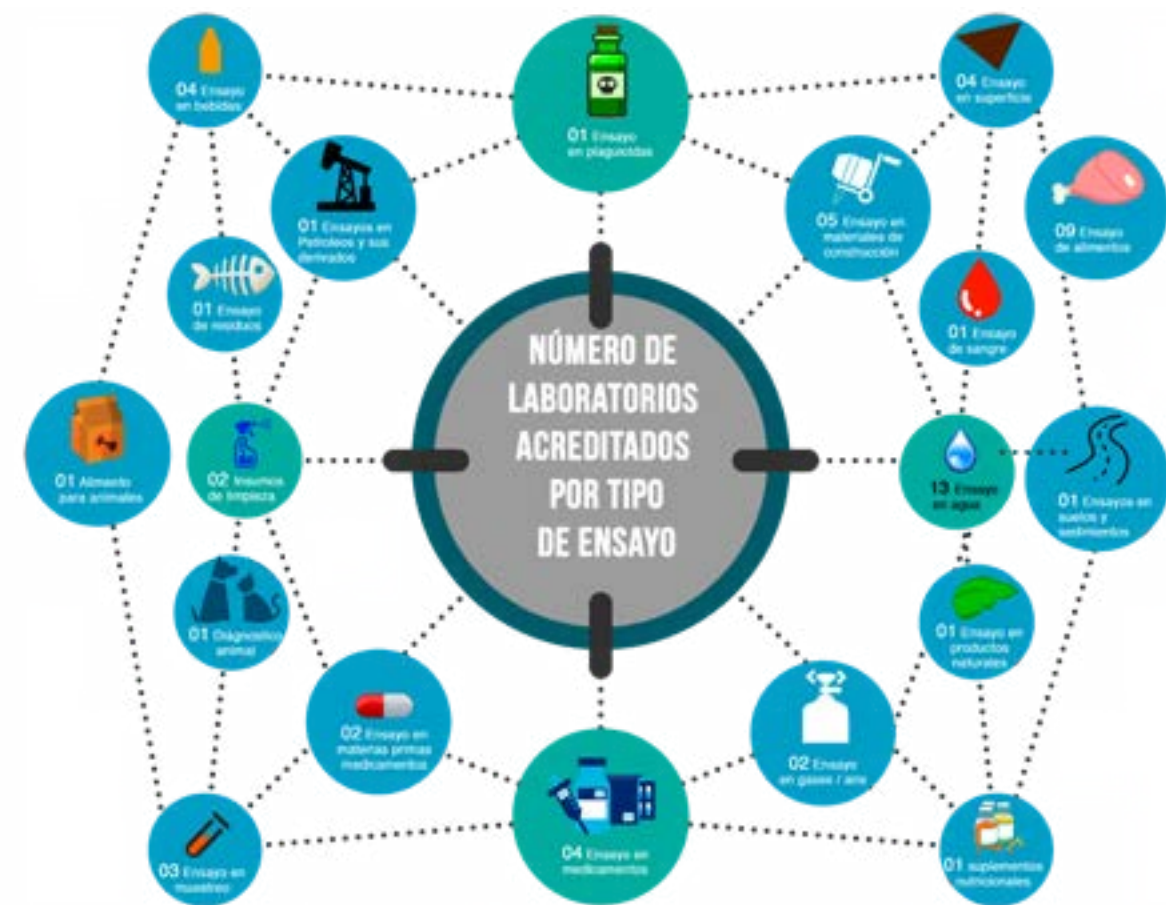 04 Ensayo
en bebidas
01 Ensayo
en plaguicidas
04 Ensayo
en superficie
01 Ensayos en
Petróleos y sus
derivados
05 Ensayo en
materiales de
construcción
09 Ensayo
de alimentos
01 Ensayo
de residuos
01 Ensayo
de sangre
NÚMERO DE
LABORATORIOS
ACREDITADOS
POR TIPO
DE ENSAYO
01 Alimento
para animales
02 Insumos
de limpieza
13 Ensayo
en agua
01 Ensayos en
suelos y
sedimientos
01 Diágnostico
animal
01 Ensayo en
productos
naturales
02 Ensayo en
materias primas
medicamentos
02 Ensayo
en gases / aire
03 Ensayo en
muestreo
04 Ensayo en
medicamentos
01 suplementos
nutricionales